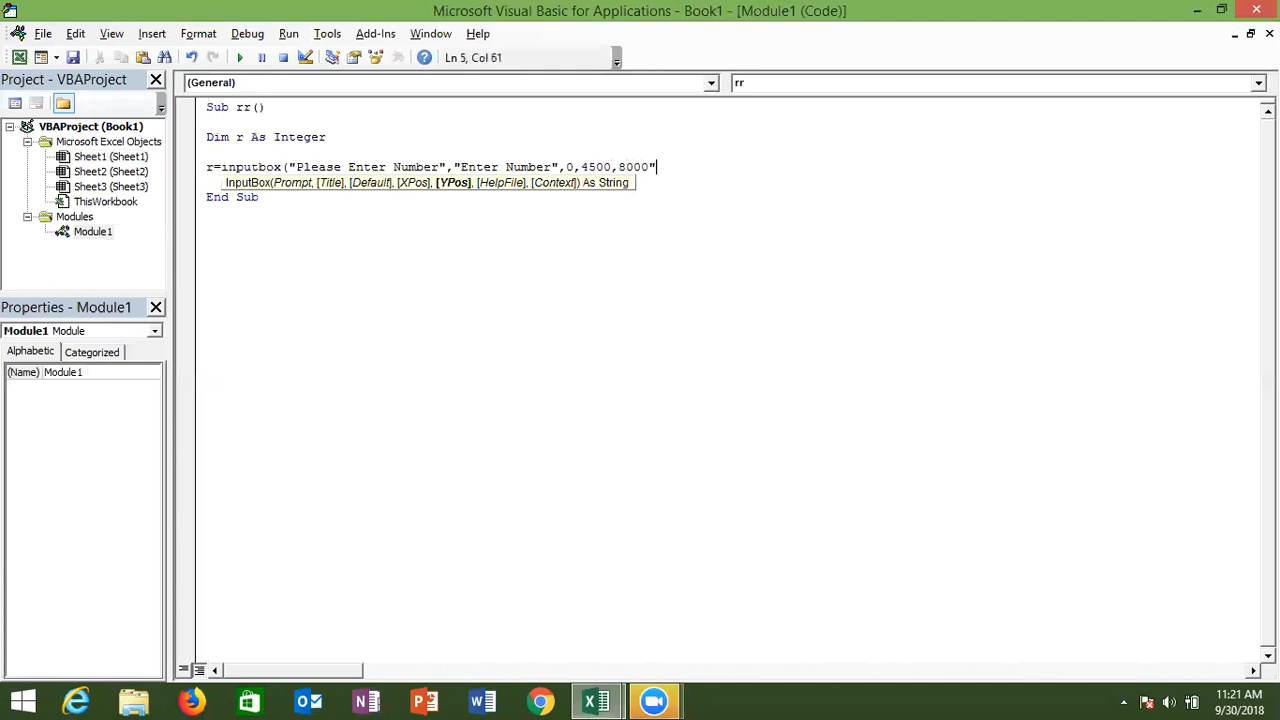 Microsoft Visual Basic for Applications - Book1 - [Module1 (Code)]
File Edit View Insert Format Debug Run Tools Add-Ins Window Help
Ln 5, Col 61
Project - VBAProject
(General)
rr
VBAProject (Book1)
Microsoft Excel Objects
Sheet1 (Sheet1)
Sheet2 (Sheet2)
Sheet3 (Sheet3)
ThisWorkbook
Modules
Module1
Sub rr()
Dim r As Integer
r=inputbox("Please Enter Number","Enter Number",0,4500,8000"
InputBox(Prompt, [Title], [Default], [XPos], [YPos], [HelpFile], [Context]) As String
End Sub
Properties - Module1
Module1 Module
Alphabetic Categorized
(Name) Module1
11:21 AM
9/30/2018